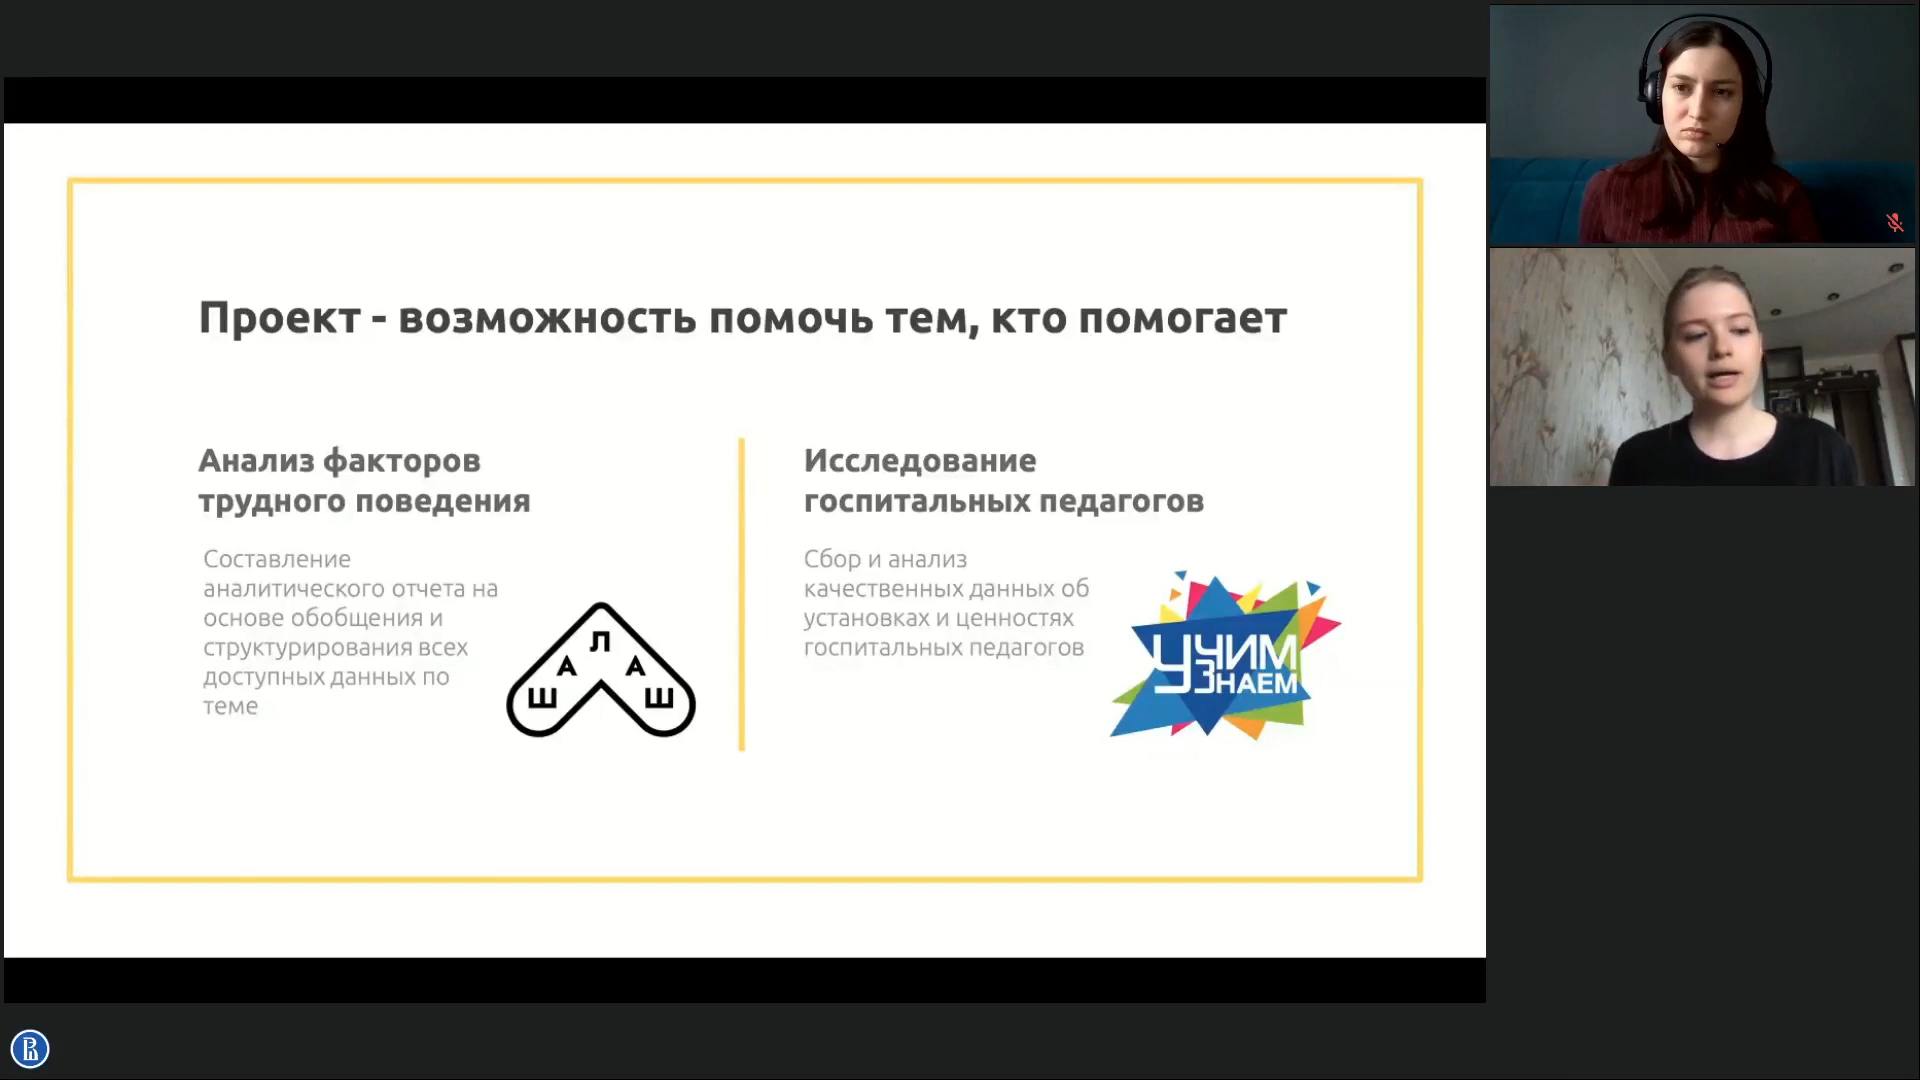 Проект - возможность помочь тем, кто помогает
Анализ факторов
трудного поведения
Составление
аналитического отчета на
основе обобщения и
структурирования всех
доступных данных по
теме
ШАЛАШ
Исследование
госпитальных педагогов
Сбор и анализ
качественных данных об
установках и ценностях
госпитальных педагогов
УЧИМ
ЗНАЕМ